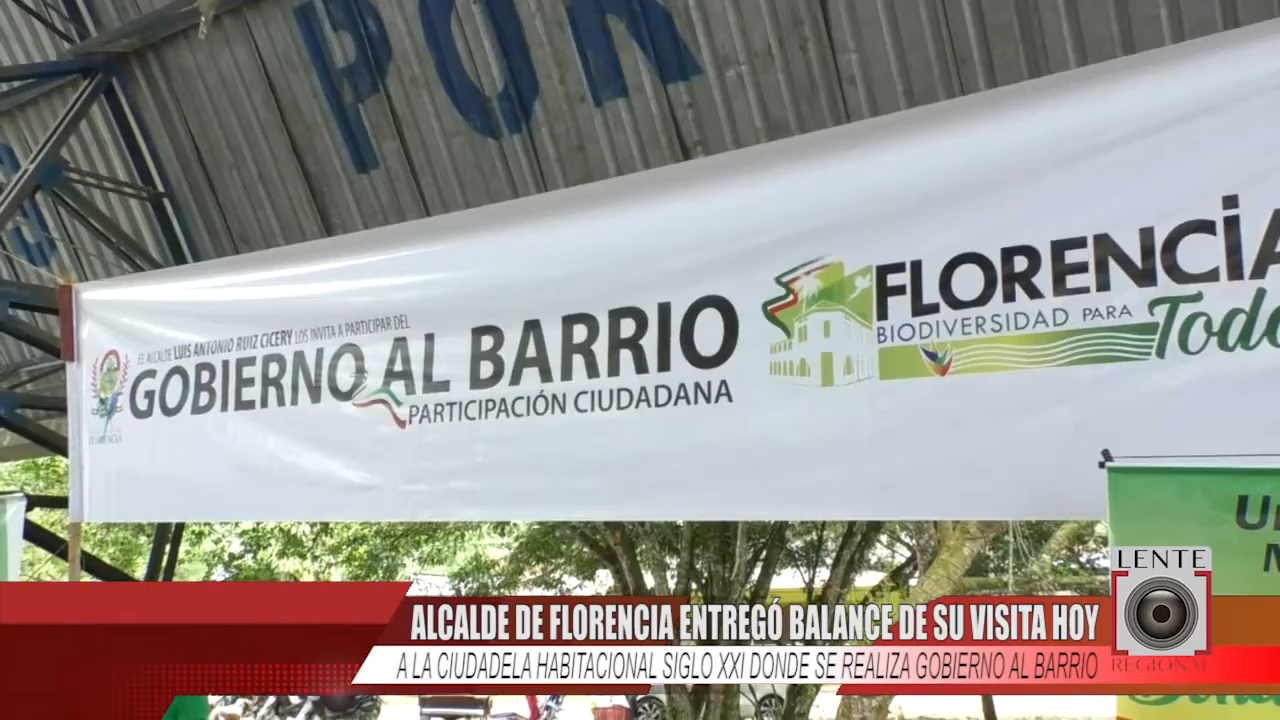 POR
EL ALCALDE LUIS ANTONIO RUIZ CICERY LOS INVITA A PARTICIPAR DEL
GOBIERNO AL BARRIO
PARTICIPACIÓN CIUDADANA
FLORENCIA
BIODIVERSIDAD PARA
Todo
LENTE
REGIONAL
ALCALDE DE FLORENCIA ENTREGÓ BALANCE DE SU VISITA HOY
A LA CIUDADELA HABITACIONAL SIGLO XXI DONDE SE REALIZA GOBIERNO AL BARRIO